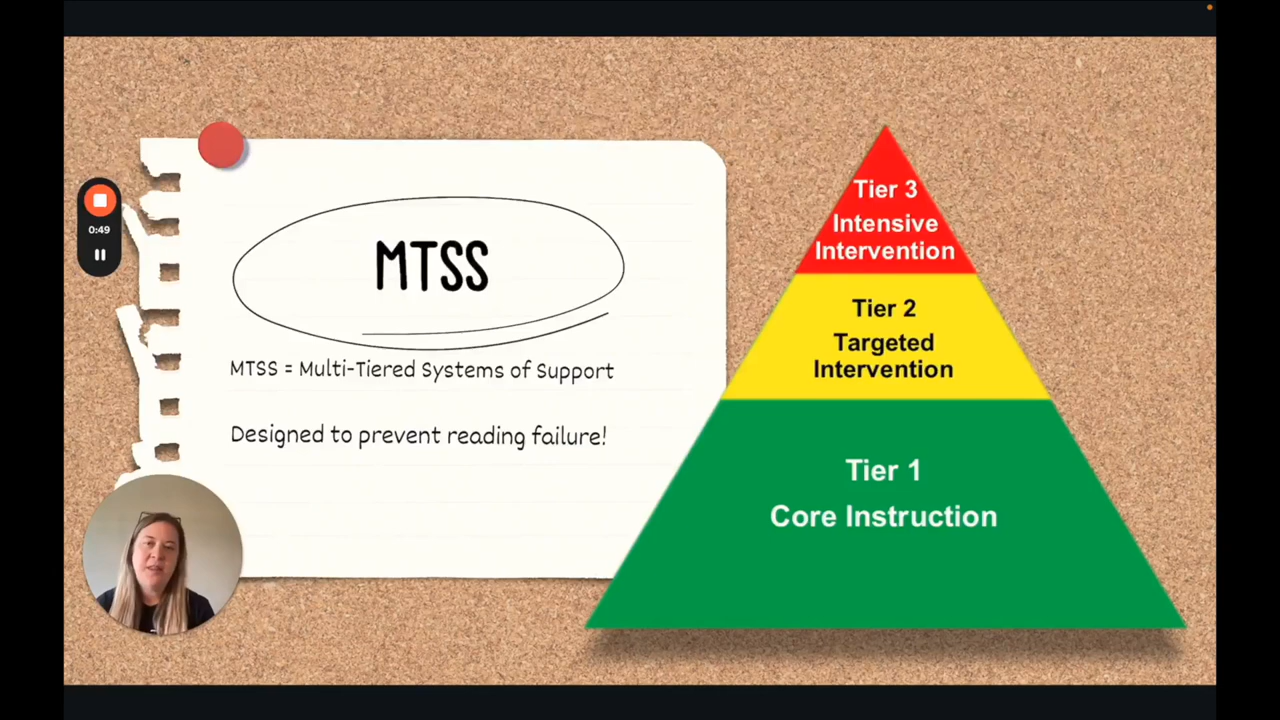 MTSS
MTSS = Multi-Tiered Systems of Support
Designed to prevent reading failure!
0:49
Tier 3
Intensive
Intervention
Tier 2
Targeted
Intervention
Tier 1
Core Instruction